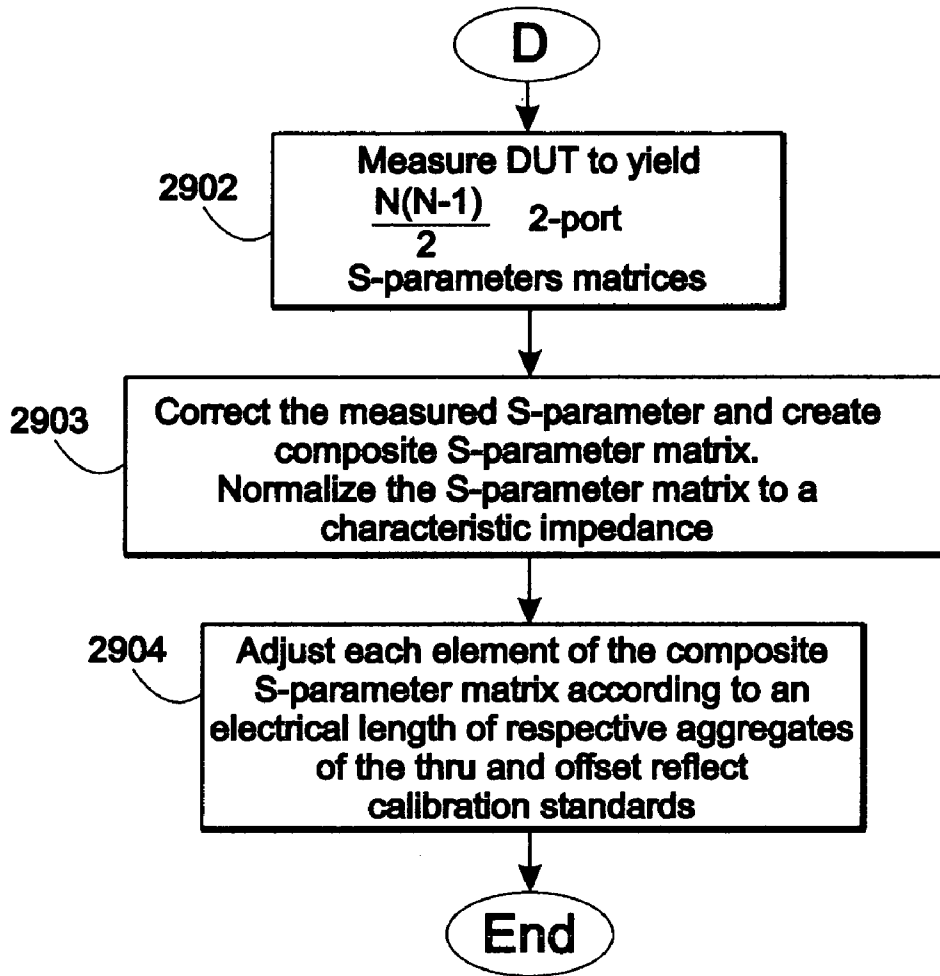 D
2902
Measure DUT to yield
N(N-1)
2
2-port
S-parameters matrices
2903
Correct the measured S-parameter and create
composite S-parameter matrix.
Normalize the S-parameter matrix to a
characteristic impedance
2904
Adjust each element of the composite
S-parameter matrix according to an
electrical length of respective aggregates
of the thru and offset reflect
calibration standards
End